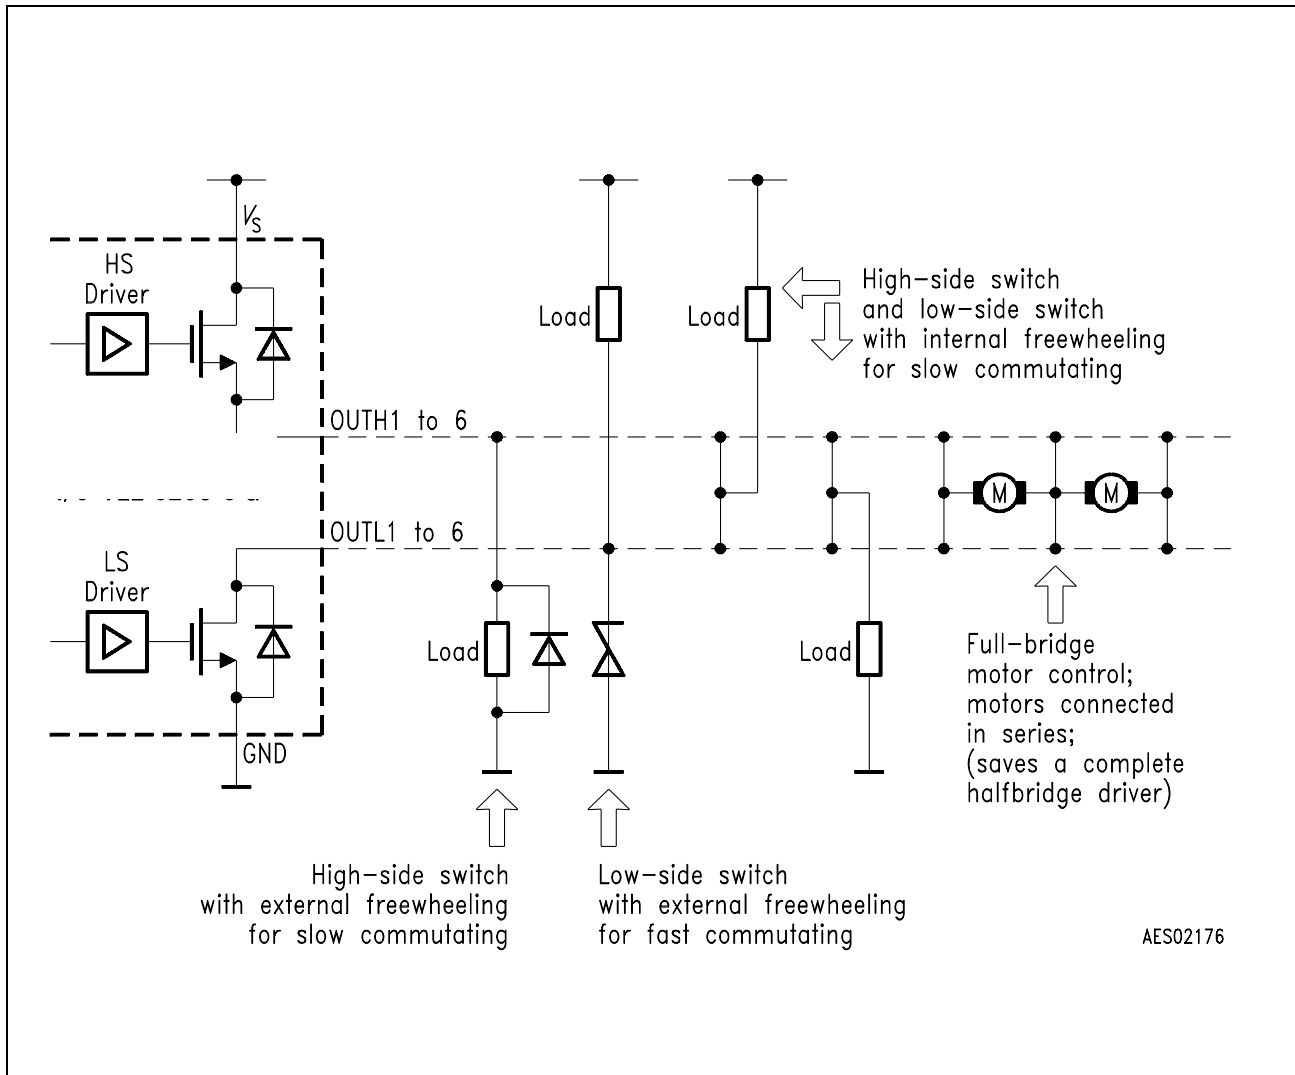 V_S
HS
Driver
Load
Load
High-side switch
and low-side switch
with internal freewheeling
for slow commutating
OUTH1 to 6
M
M
OUTL1 to 6
LS
Driver
Load
Load
Full-bridge
motor control;
motors connected
in series;
(saves a complete
halfbridge driver)
GND
High-side switch
with external freewheeling
for slow commutating
Low-side switch
with external freewheeling
for fast commutating
AES02176